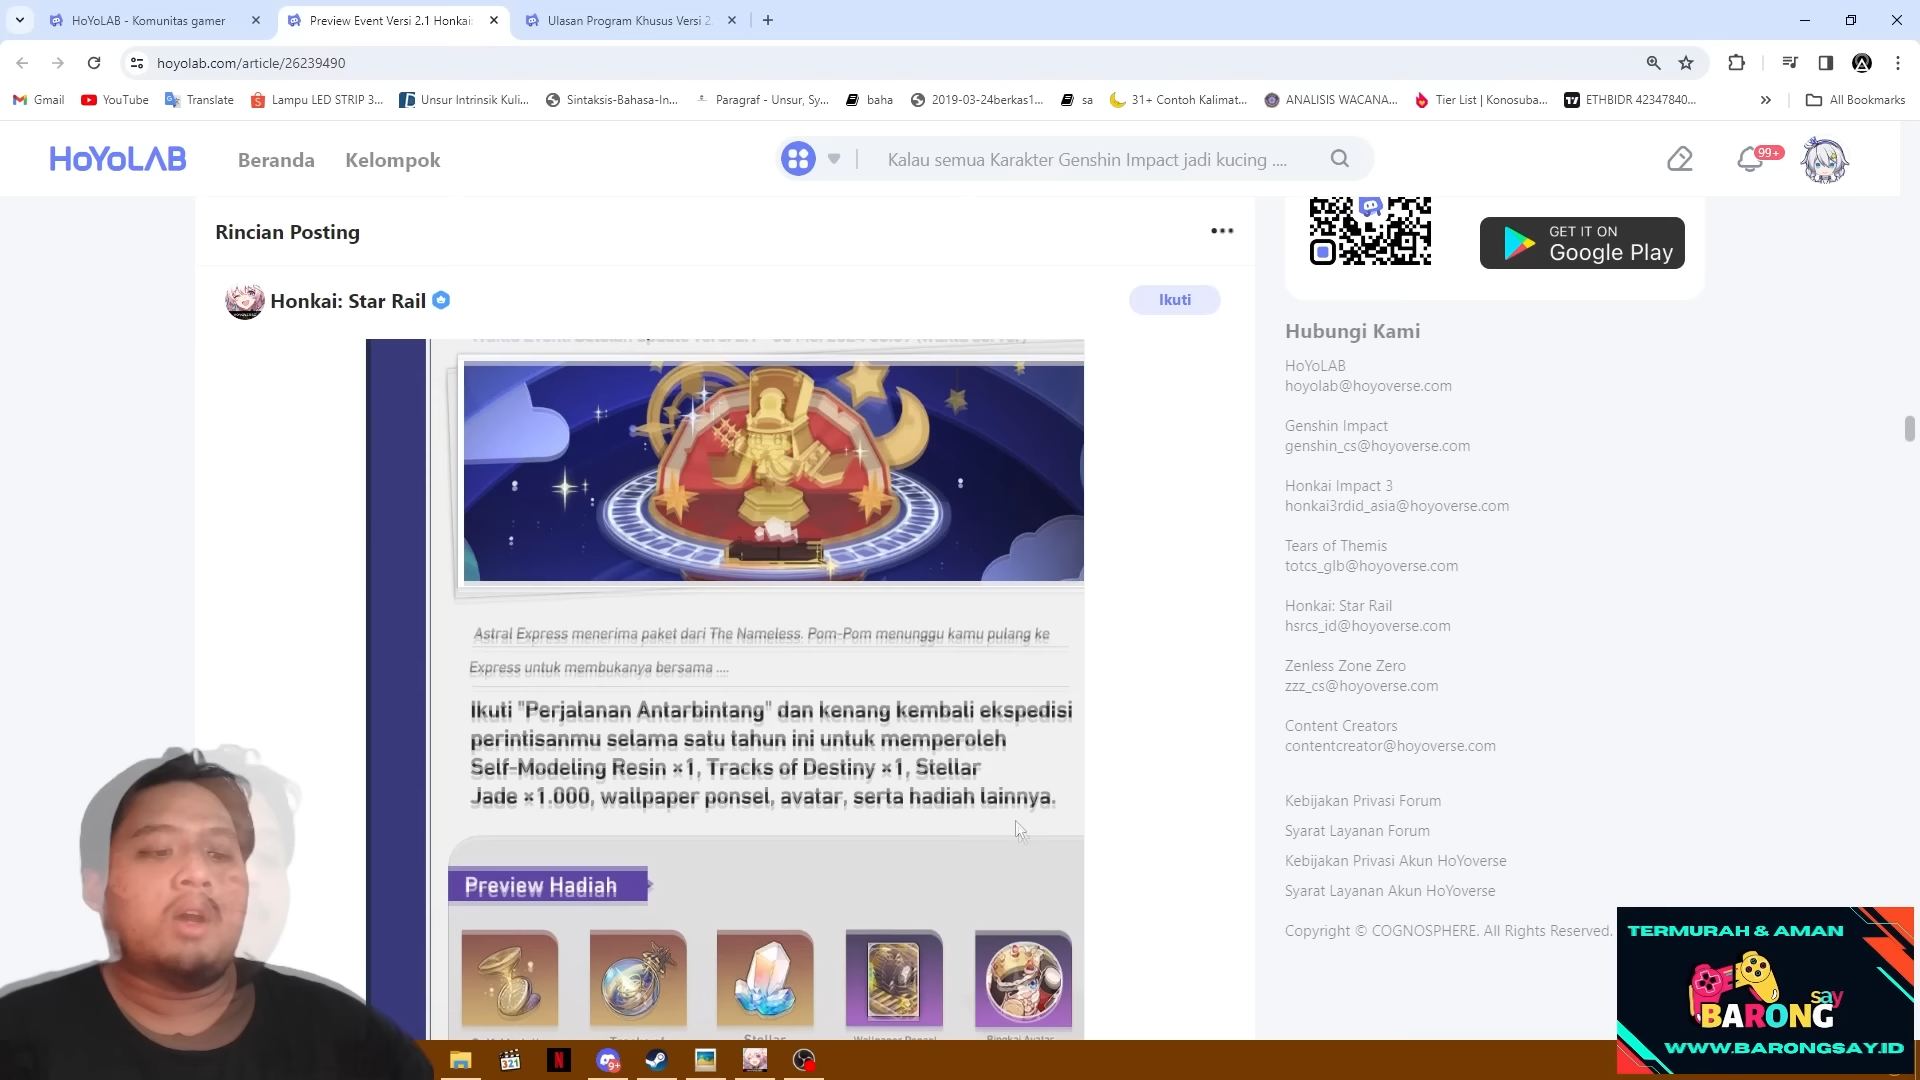 HoYoLAB - Komunitas gamer
Preview Event Versi 2.1 Honkai:
Ulasan Program Khusus Versi 2
hoyolab.com/article/26239490
Gmail
YouTube
Translate
Lampu LED STRIP 3...
Unsur Intrinsik Kuli...
Sintaksis-Bahasa-In...
Paragraf - Unsur, Sy...
baha
2019-03-24berkas1...
sa
31+ Contoh Kalimat...
ANALISIS WACANA...
Tier List | Konosuba...
ETHBIDR 42347840...
All Bookmarks
HoYoLAB
Beranda
Kelompok
Kalau semua Karakter Genshin Impact jadi kucing ....
99+
Rincian Posting
Honkai: Star Rail
Ikuti
Astral Express menerima paket dari The Nameless. Pom-Pom menunggu kamu pulang ke
Express untuk membukanya bersama ....
Ikuti "Perjalanan Antarbintang" dan kenang kembali ekspedisi
perintisanmu selama satu tahun ini untuk memperoleh
Self-Modeling Resin ×1, Tracks of Destiny ×1, Stellar
Jade ×1.000, wallpaper ponsel, avatar, serta hadiah lainnya.
Preview Hadiah
Stellar
GET IT ON
Google Play
Hubungi Kami
HoYoLAB
hoyolab@hoyoverse.com
Genshin Impact
genshin_cs@hoyoverse.com
Honkai Impact 3
honkai3rdid_asia@hoyoverse.com
Tears of Themis
totcs_glb@hoyoverse.com
Honkai: Star Rail
hsrcs_id@hoyoverse.com
Zenless Zone Zero
zzz_cs@hoyoverse.com
Content Creators
contentcreator@hoyoverse.com
Kebijakan Privasi Forum
Syarat Layanan Forum
Kebijakan Privasi Akun HoYoverse
Syarat Layanan Akun HoYoverse
Copyright © COGNOSPHERE. All Rights Reserved.
TERMURAH & AMAN
BARONG
say
WWW.BARONGSAY.ID
321
N
9+